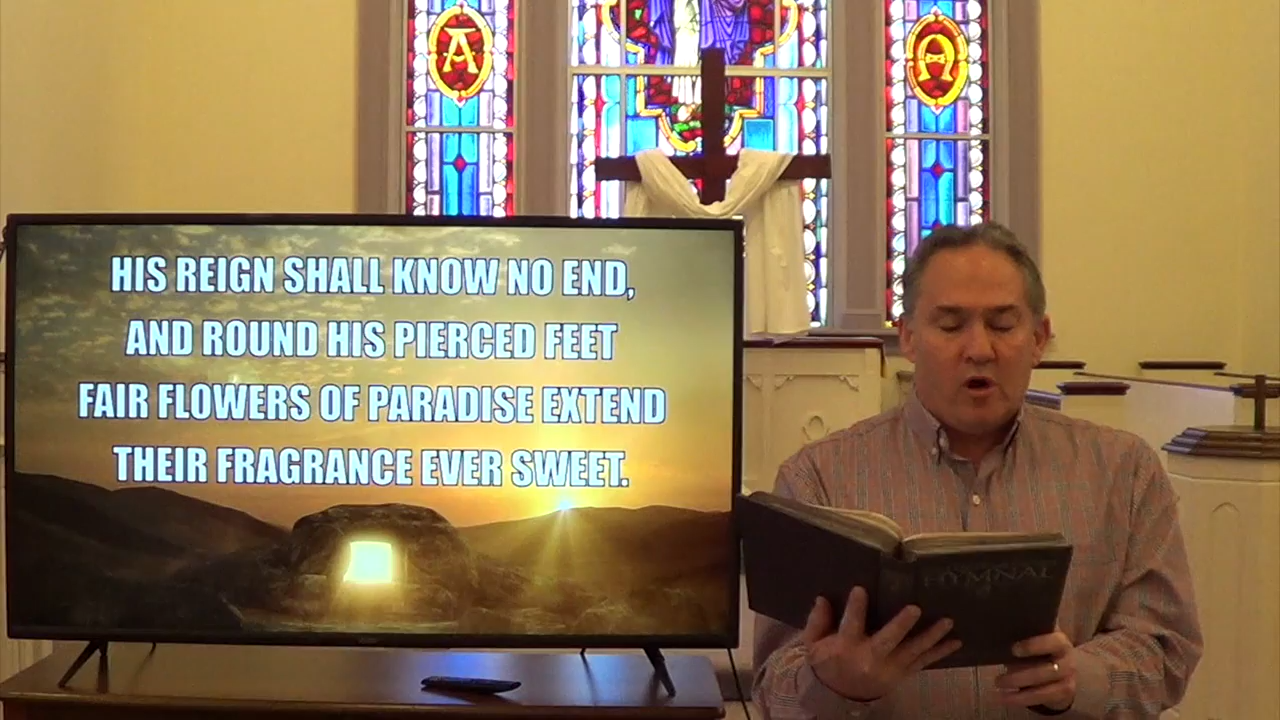 Α
Ω
HIS REIGN SHALL KNOW NO END,
AND ROUND HIS PIERCED FEET
FAIR FLOWERS OF PARADISE EXTEND
THEIR FRAGRANCE EVER SWEET.
HYMNAL